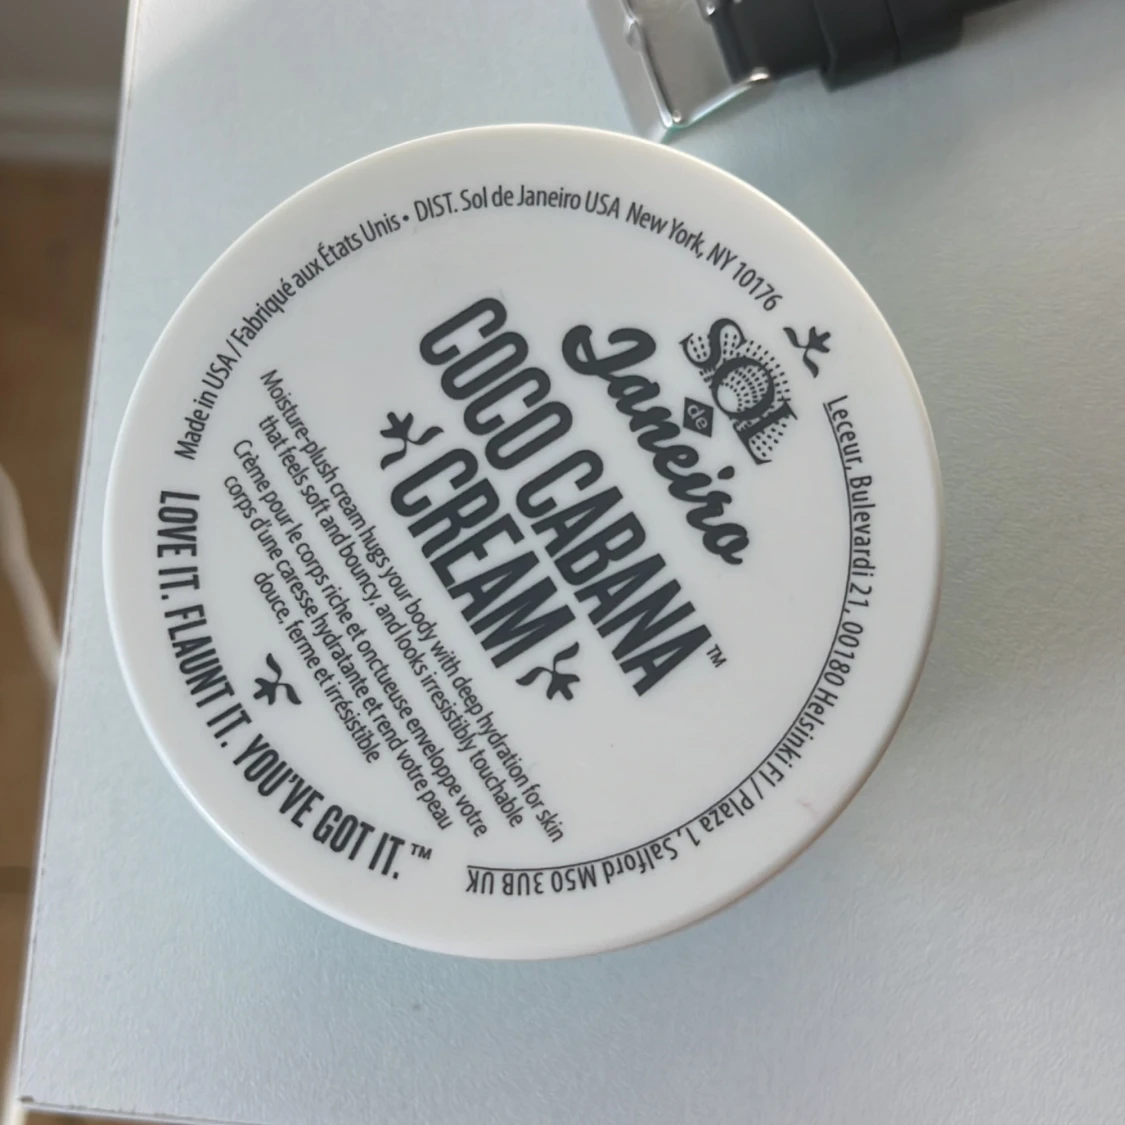 SOL
de
Janeiro
COCO CABANA™
CREAM
Moisture-plush cream hugs your body with deep hydration for skin
that feels soft and bouncy, and looks irresistibly touchable
Crème pour le corps riche et onctueuse enveloppe votre
corps d'une caresse hydratante et rend votre peau
douce, ferme et irrésistible
LOVE IT. FLAUNT IT. YOU'VE GOT IT.™
Made in USA / Fabriqué aux États Unis • DIST. Sol de Janeiro USA New York, NY 10176
Leceur, Bulevardi 21, 00180 Helsinki FI / Plaza 1, Salford M50 3UB UK